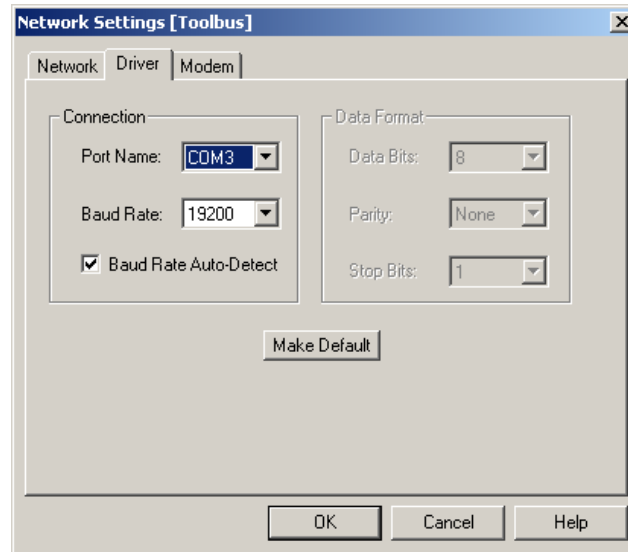 Network Settings [Toolbus]
Network Driver Modem
Connection
Port Name: COM3
Baud Rate: 19200
Baud Rate Auto-Detect
Data Format
Data Bits: 8
Parity: None
Stop Bits: 1
Make Default
OK Cancel Help